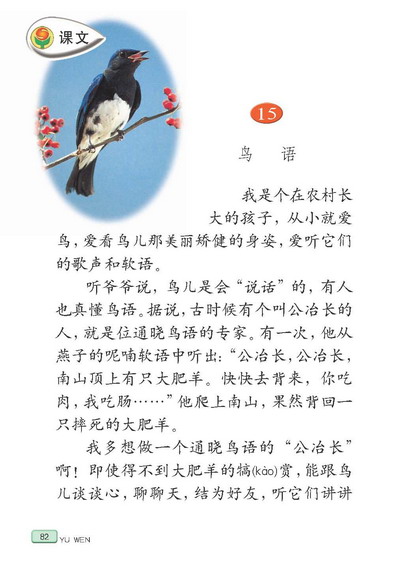 课文
15
鸟 语
我是个在农村长
大的孩子，从小就爱
鸟，爱看鸟儿那美丽矫健的身姿，爱听它们
的歌声和软语。
听爷爷说，鸟儿是会“说话”的，有人
也真懂鸟语。据说，古时候有个叫公冶长的
人，就是位通晓鸟语的专家。有一次，他从
燕子的呢喃软语中听出：“公冶长，公冶长，
南山顶上有只大肥羊。快快去背来，你吃
肉，我吃肠……”他爬上南山，果然背回一
只摔死的大肥羊。
我多想做一个通晓鸟语的“公冶长”
啊！即使得不到大肥羊的犒(kào)赏，能跟鸟
儿谈谈心，聊聊天，结为好友，听它们讲讲
82 YU WEN